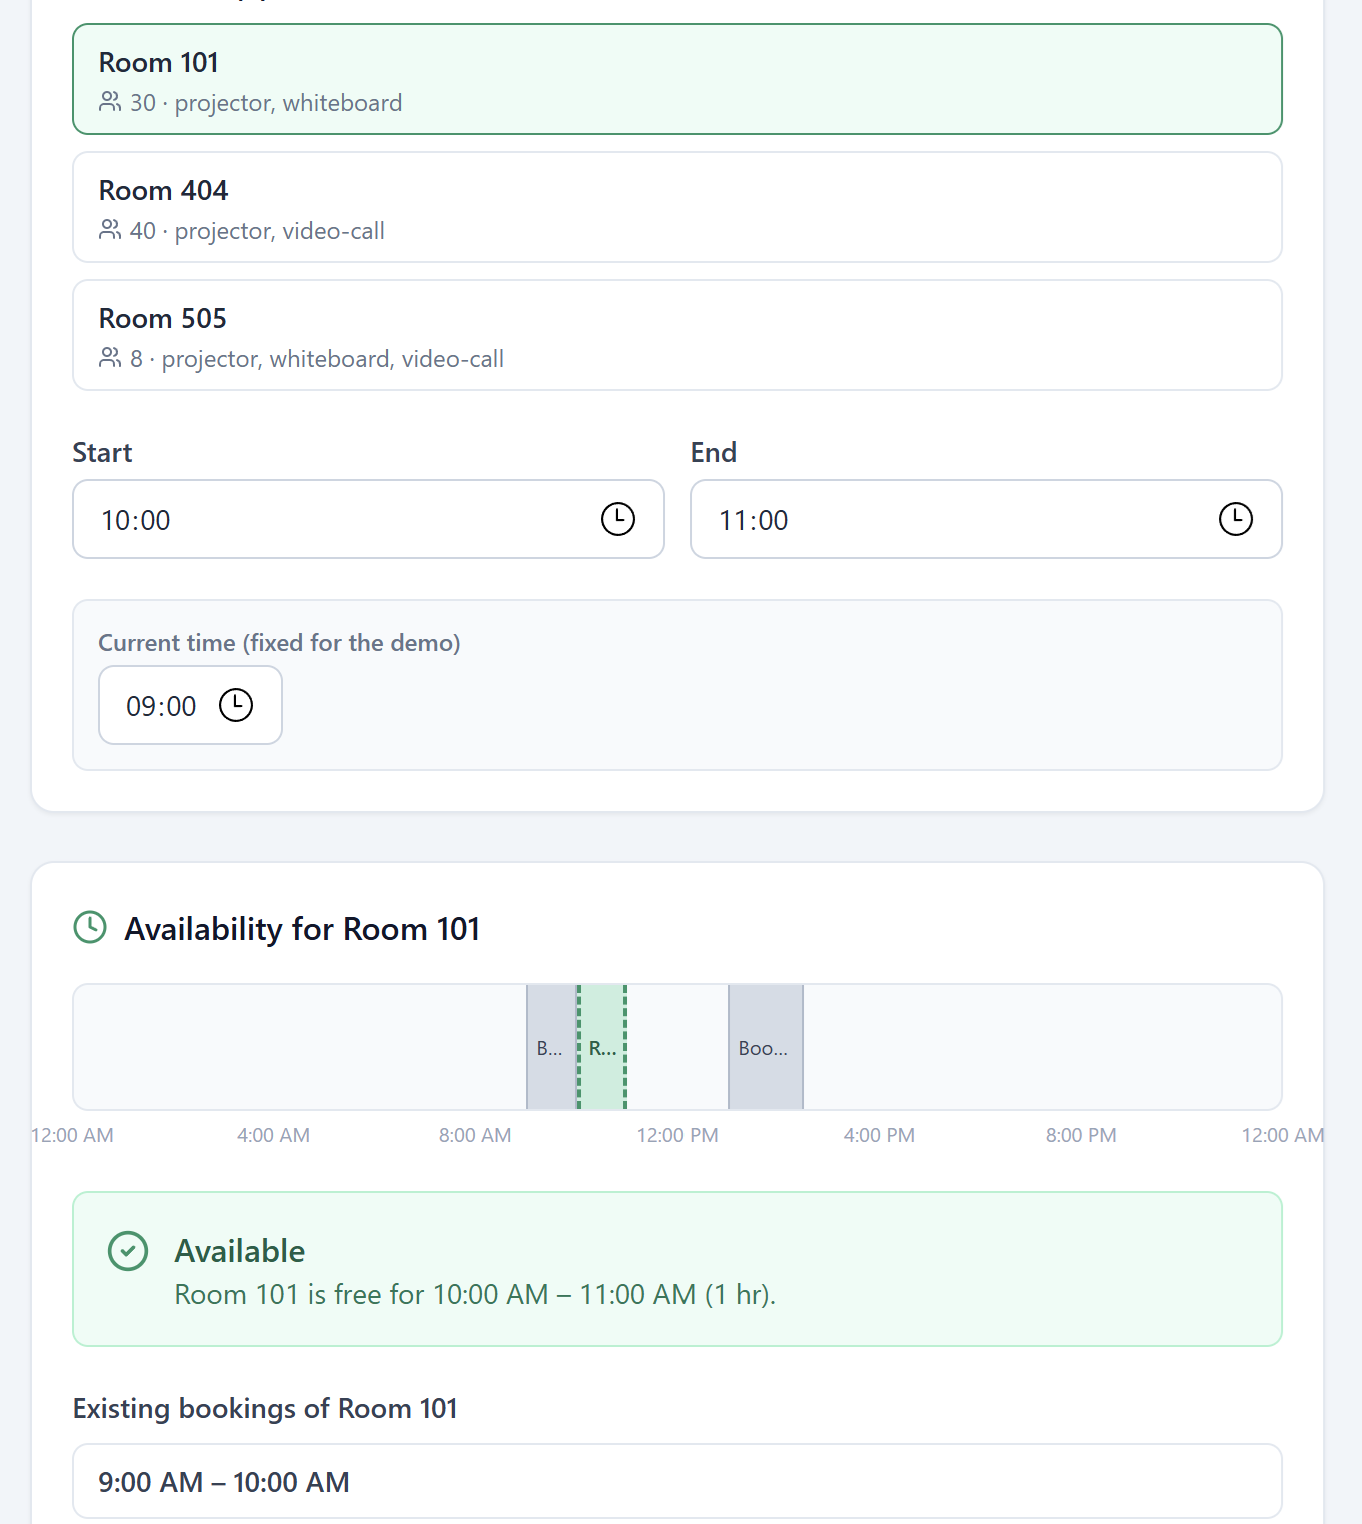 Room 101
30 · projector, whiteboard
Room 404
40 · projector, video-call
Room 505
8 · projector, whiteboard, video-call
Start
End
10:00
11:00
Current time (fixed for the demo)
09:00
Availability for Room 101
B...
R...
Boo...
12:00 AM
4:00 AM
8:00 AM
12:00 PM
4:00 PM
8:00 PM
12:00 AM
Available
Room 101 is free for 10:00 AM – 11:00 AM (1 hr).
Existing bookings of Room 101
9:00 AM – 10:00 AM